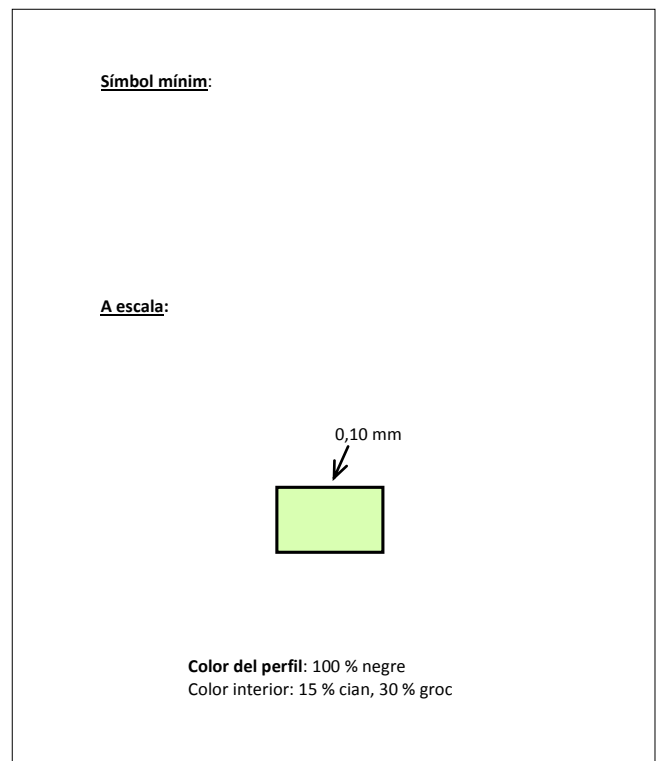 Símbol mínim:
A escala:
0,10 mm
Color del perfil: 100 % negre
Color interior: 15 % cian, 30 % groc